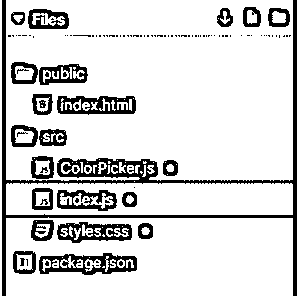 Files
public
index.html
src
ColorPicker.js
index.js
styles.css
package.json